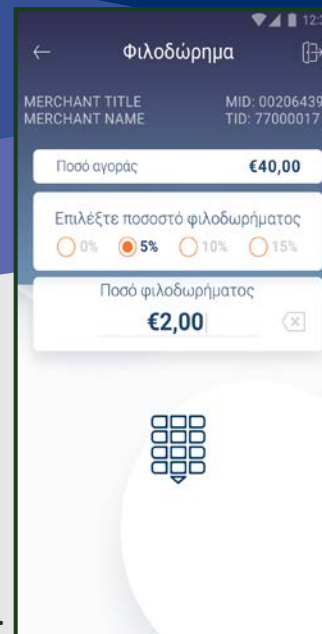 Φιλοδώρημα
MERCHANT TITLE MID: 00206439
MERCHANT NAME TID: 77000017
Ποσό αγοράς €40,00
Επιλέξτε ποσοστό φιλοδωρήματος
0% 5% 10% 15%
Ποσό φιλοδωρήματος
€2,00